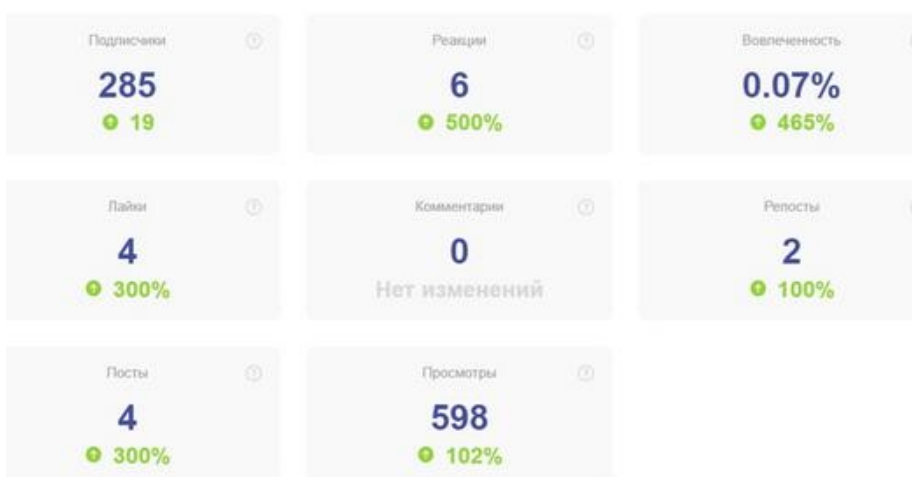 Подписчики
285
19
Реакции
6
500%
Вовлеченность
0.07%
465%
Лайки
4
300%
Комментарии
0
Нет изменений
Репосты
2
100%
Посты
4
300%
Просмотры
598
102%